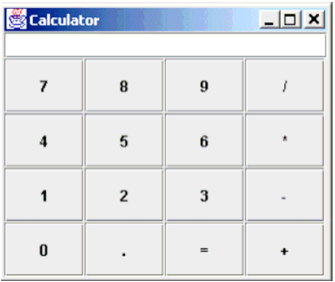 Calculator
7 8 9 /
4 5 6 *
1 2 3 -
0 . = +